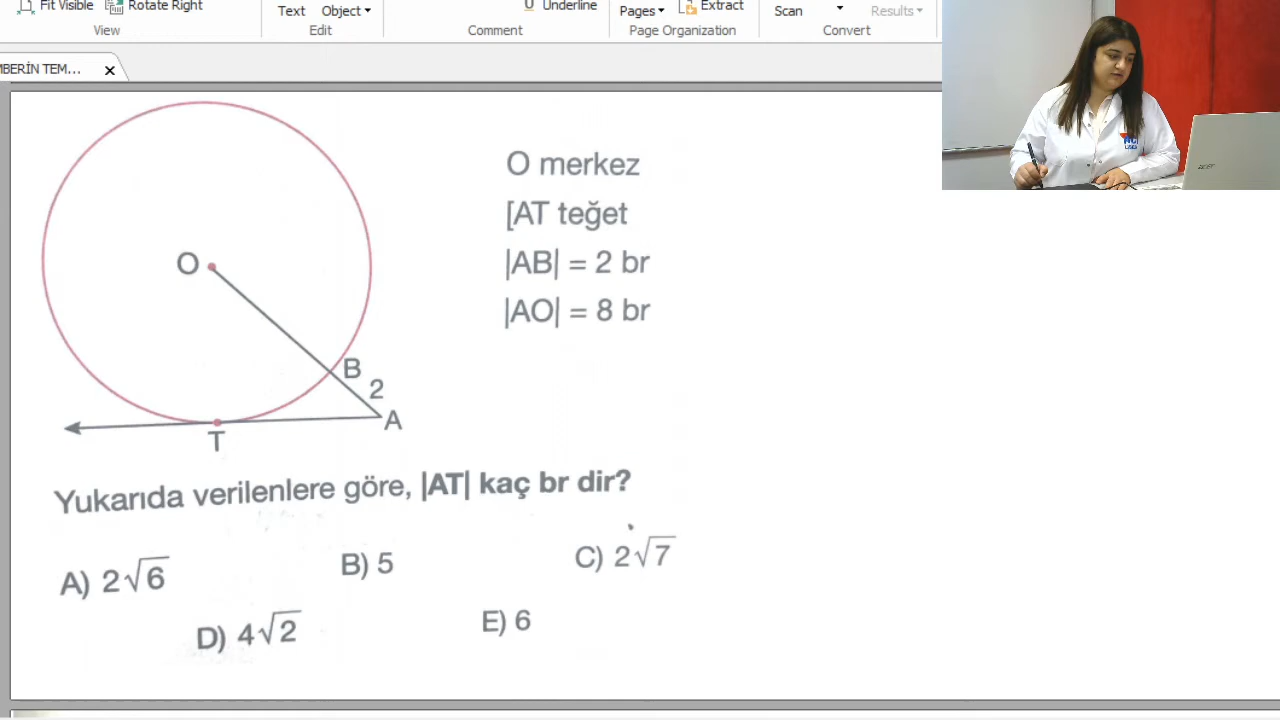 Fit Visible
Rotate Right
Text
Object
Underline
Pages
Extract
Scan
Results
View
Edit
Comment
Page Organization
Convert
MBERİN TEM...
O merkez
[AT teğet
|AB| = 2 br
|AO| = 8 br
O
B
2
A
T
Yukarıda verilenlere göre, |AT| kaç br dir?
A) 2√6
B) 5
C) 2√7
D) 4√2
E) 6
acer